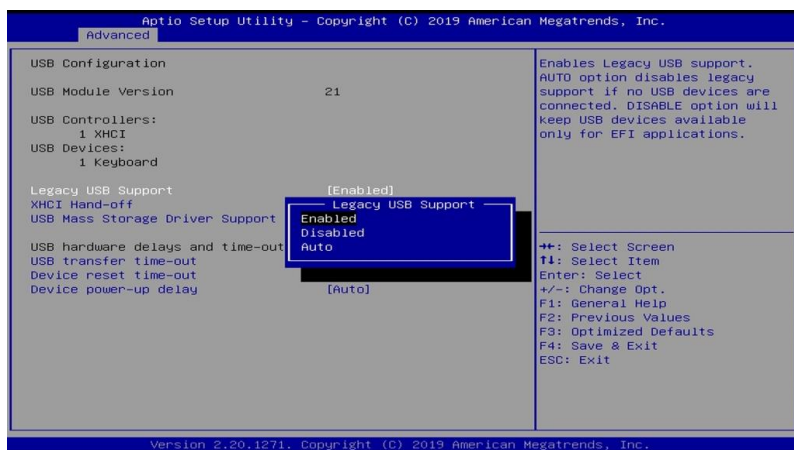 Aptio Setup Utility - Copyright (C) 2019 American Megatrends, Inc.
Advanced
USB Configuration
USB Module Version 21
USB Controllers:
1 XHCI
USB Devices:
1 Keyboard
Legacy USB Support [Enabled]
XHCI Hand-off
USB Mass Storage Driver Support
USB hardware delays and time-out
USB transfer time-out
Device reset time-out
Device power-up delay [Auto]
Legacy USB Support
Enabled
Disabled
Auto
Enables Legacy USB support.
AUTO option disables legacy
support if no USB devices are
connected. DISABLE option will
keep USB devices available
only for EFI applications.
→←: Select Screen
↑↓: Select Item
Enter: Select
+/-: Change Opt.
F1: General Help
F2: Previous Values
F3: Optimized Defaults
F4: Save & Exit
ESC: Exit
Version 2.20.1271. Copyright (C) 2019 American Megatrends, Inc.